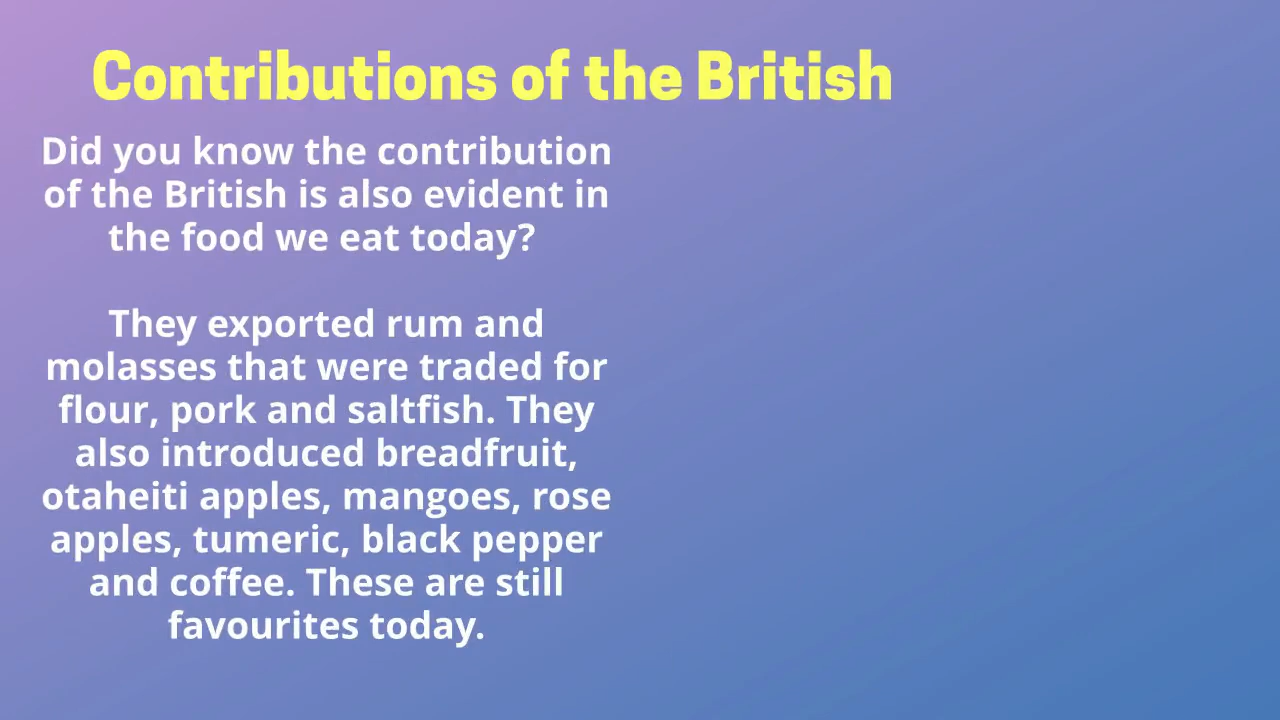 Contributions of the British
Did you know the contribution
of the British is also evident in
the food we eat today?
They exported rum and
molasses that were traded for
flour, pork and saltfish. They
also introduced breadfruit,
otaheiti apples, mangoes, rose
apples, tumeric, black pepper
and coffee. These are still
favourites today.